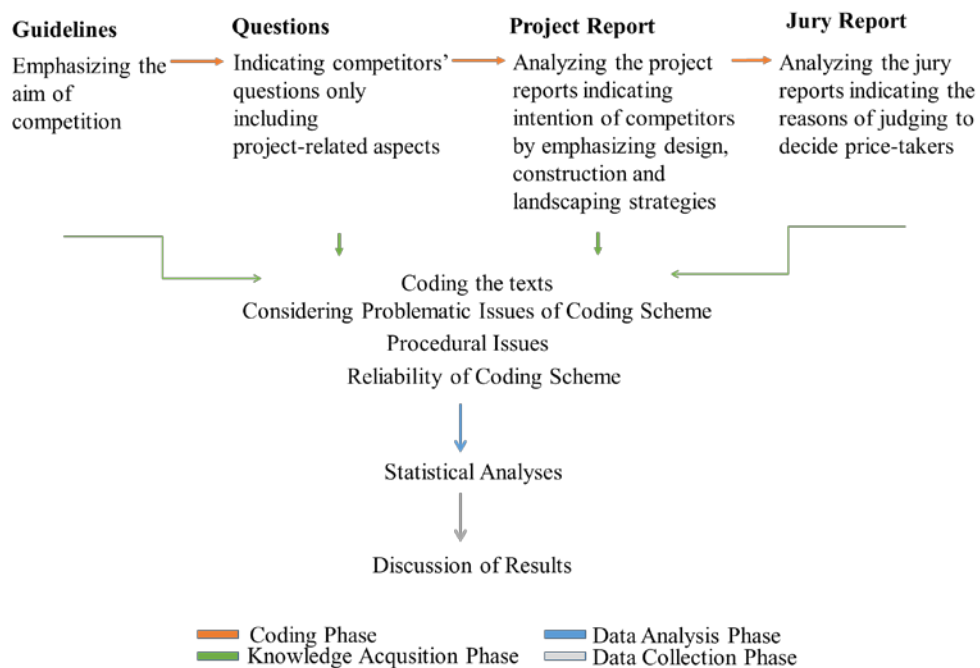 Guidelines
Emphasizing the
aim of
competition
Questions
Indicating competitors'
questions only
including
project-related aspects
Project Report
Analyzing the project
reports indicating
intention of competitors
by emphasizing design,
construction and
landscaping strategies
Jury Report
Analyzing the jury
reports indicating the
reasons of judging to
decide price-takers
Coding the texts
Considering Problematic Issues of Coding Scheme
Procedural Issues
Reliability of Coding Scheme
Statistical Analyses
Discussion of Results
Coding Phase
Knowledge Acqusition Phase
Data Analysis Phase
Data Collection Phase